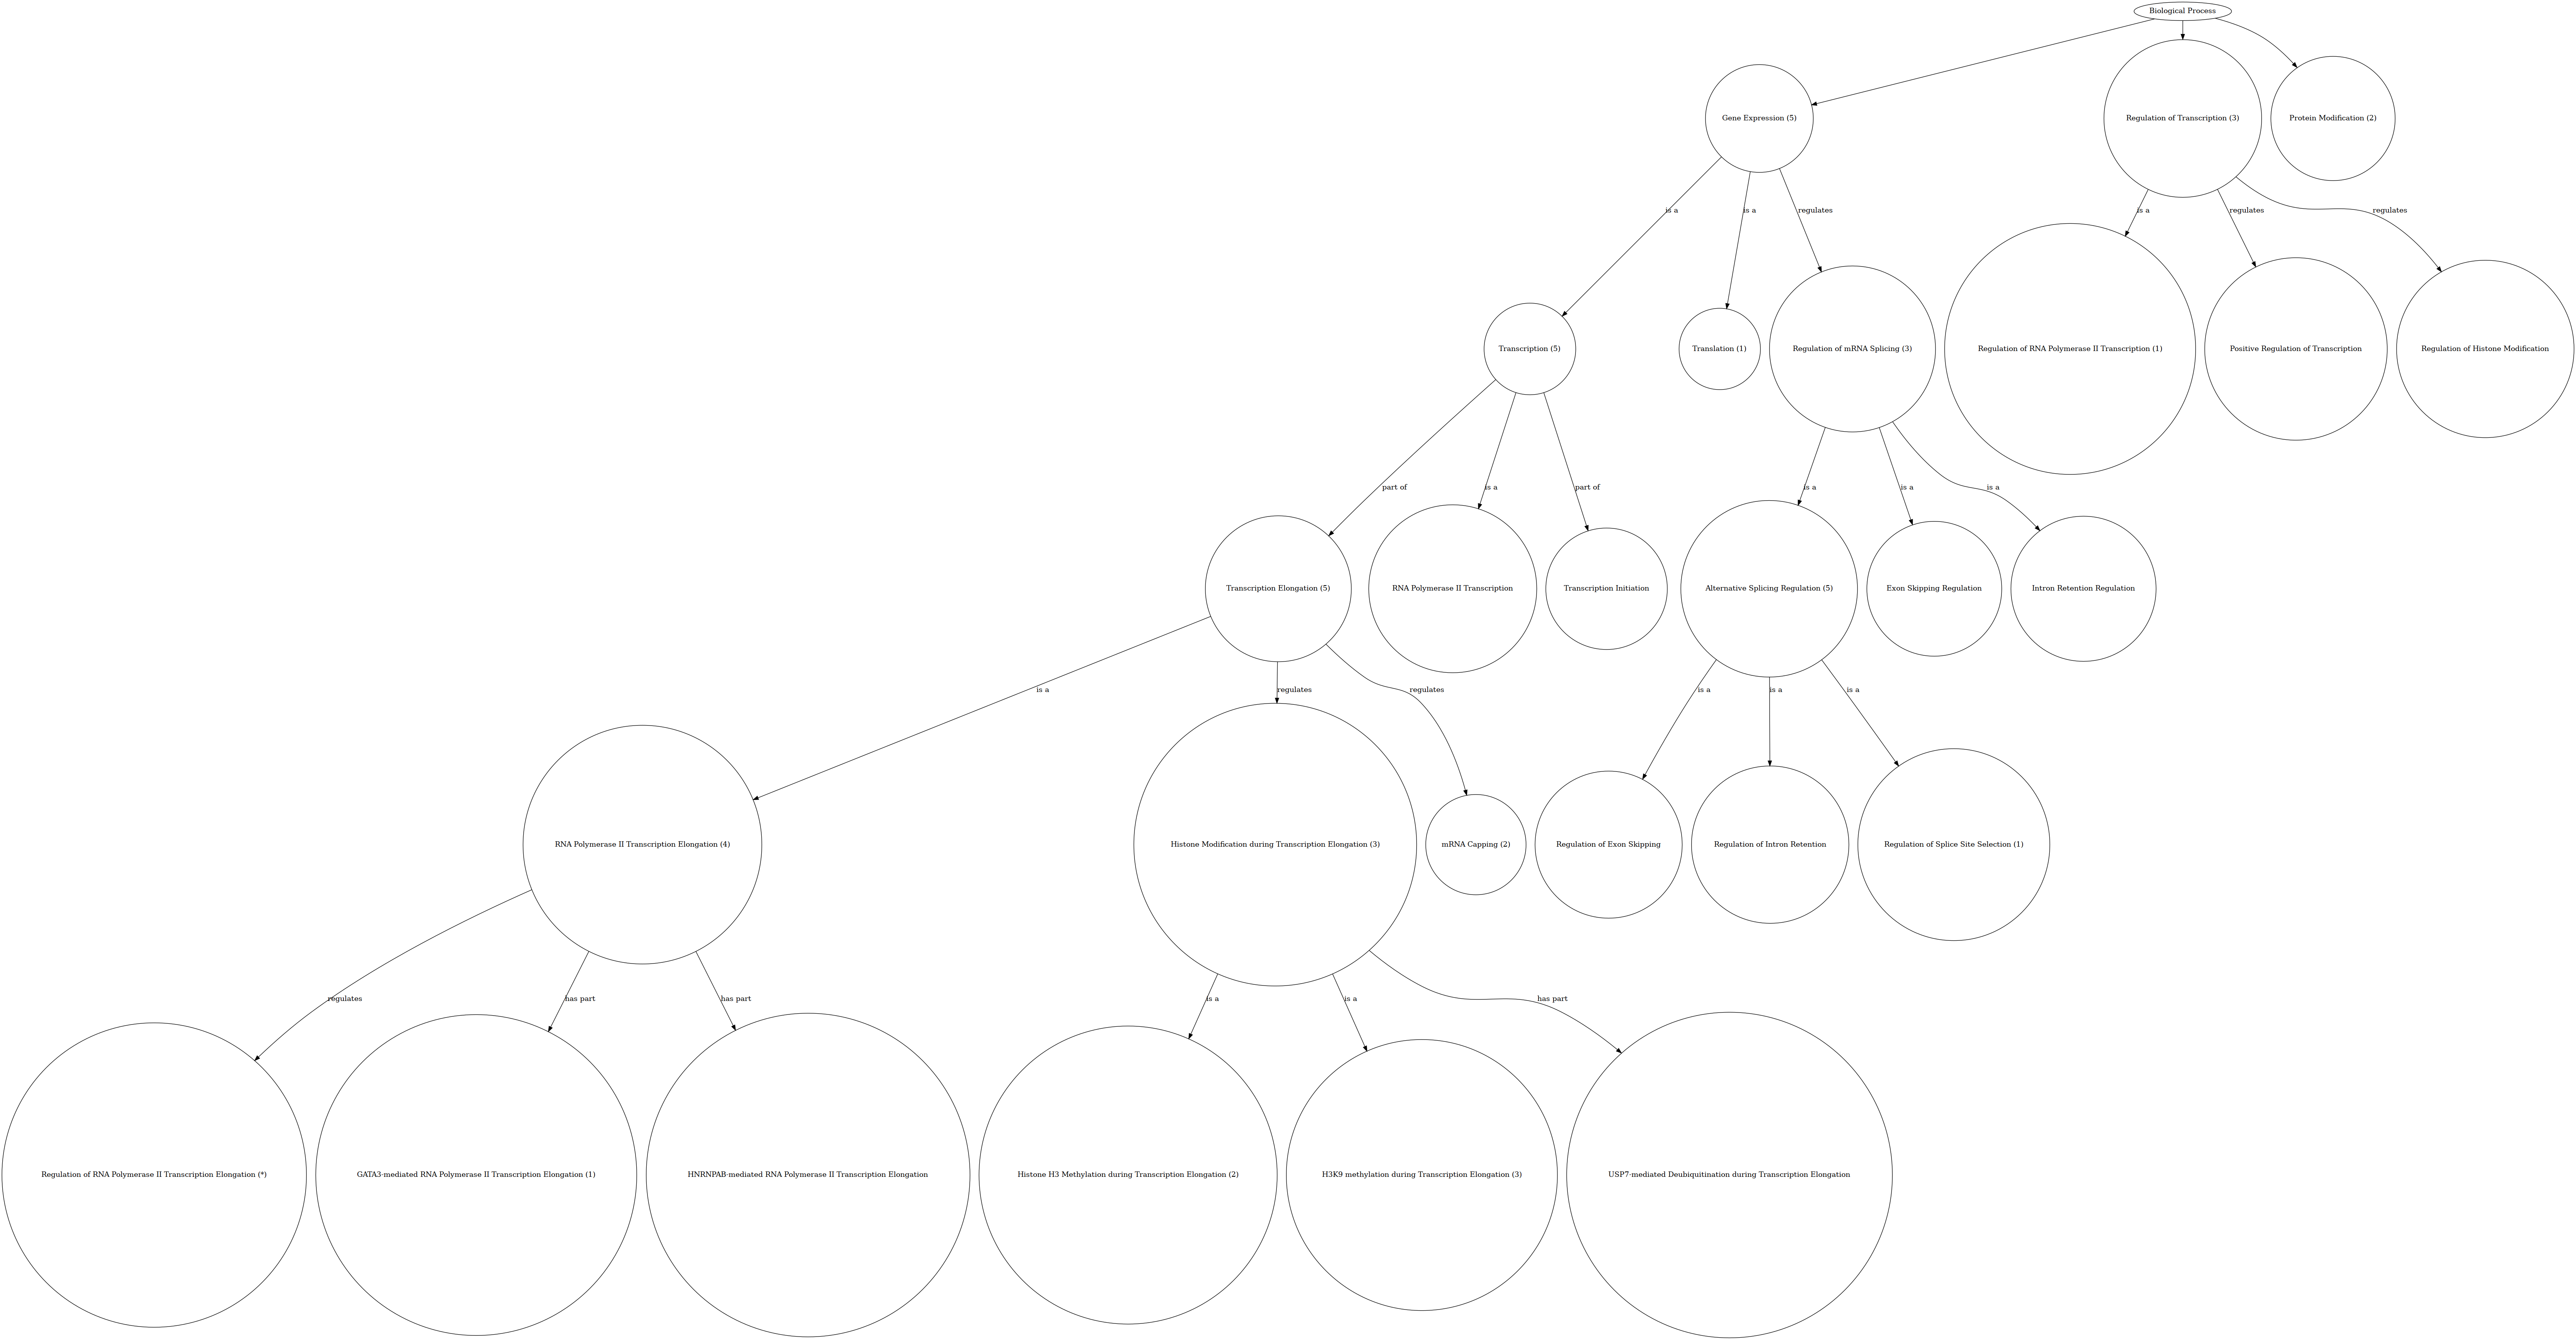 Biological Process
Gene Expression (5)
Regulation of Transcription (3)
Protein Modification (2)
is a
is a
regulates
is a
regulates
regulates
Transcription (5)
Translation (1)
Regulation of mRNA Splicing (3)
Regulation of RNA Polymerase II Transcription (1)
Positive Regulation of Transcription
Regulation of Histone Modification
part of
is a
part of
is a
is a
is a
Transcription Elongation (5)
RNA Polymerase II Transcription
Transcription Initiation
Alternative Splicing Regulation (5)
Exon Skipping Regulation
Intron Retention Regulation
is a
regulates
regulates
is a
is a
is a
RNA Polymerase II Transcription Elongation (4)
Histone Modification during Transcription Elongation (3)
mRNA Capping (2)
Regulation of Exon Skipping
Regulation of Intron Retention
Regulation of Splice Site Selection (1)
regulates
has part
has part
is a
is a
has part
Regulation of RNA Polymerase II Transcription Elongation (*)
GATA3-mediated RNA Polymerase II Transcription Elongation (1)
HNRNPAB-mediated RNA Polymerase II Transcription Elongation
Histone H3 Methylation during Transcription Elongation (2)
H3K9 methylation during Transcription Elongation (3)
USP7-mediated Deubiquitination during Transcription Elongation